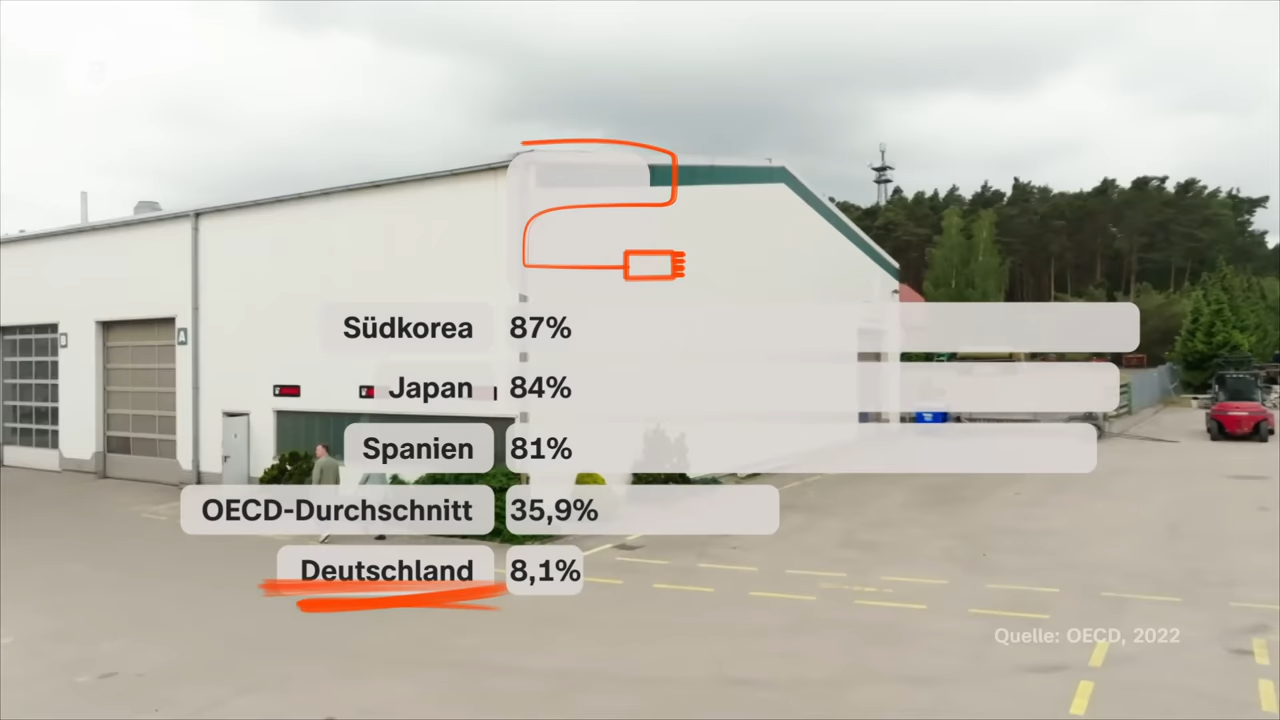 B
A
Südkorea 87%
Japan 84%
Spanien 81%
OECD-Durchschnitt 35,9%
Deutschland 8,1%
Quelle: OECD, 2022